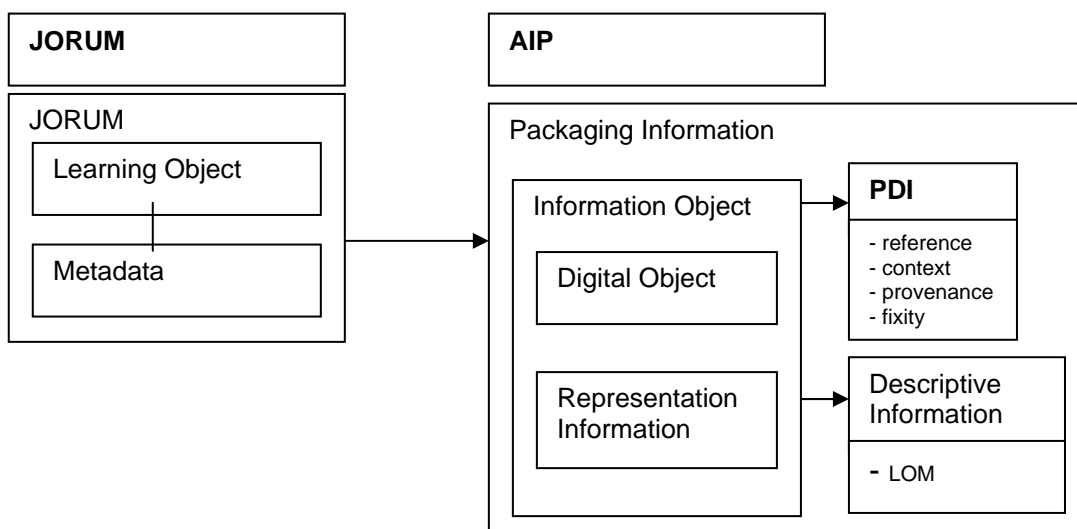 JORUM
AIP
JORUM
Learning Object
Metadata
Packaging Information
Information Object
Digital Object
Representation
Information
PDI
- reference
- context
- provenance
- fixity
Descriptive
Information
- LOM